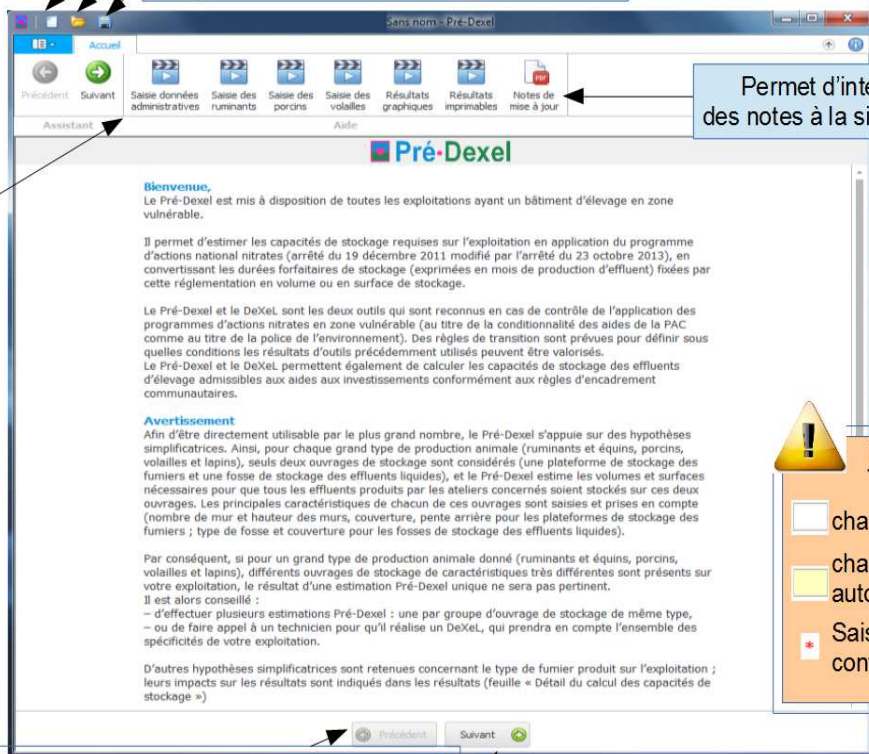 Sans nom - Pré-Dexel
Accueil
Précédent
Suivant
Saisie données administratives
Saisie des ruminants
Saisie des porcins
Saisie des volailles
Résultats graphiques
Résultats imprimables
Notes de mise à jour
Assistant
Aide
Permet d'inte
des notes à la si
Pré-Dexel
Bienvenue,
Le Pré-Dexel est mis à disposition de toutes les exploitations ayant un bâtiment d'élevage en zone
vulnérable.
Il permet d'estimer les capacités de stockage requises sur l'exploitation en application du programme
d'actions national nitrates (arrêté du 19 décembre 2011 modifié par l'arrêté du 23 octobre 2013), en
convertissant les durées forfaitaires de stockage (exprimées en mois de production d'effluent) fixées par
cette réglementation en volume ou en surface de stockage.
Le Pré-Dexel et le DeXeL sont les deux outils qui sont reconnus en cas de contrôle de l'application des
programmes d'actions nitrates en zone vulnérable (au titre de la conditionnalité des aides de la PAC
comme au titre de la police de l'environnement). Des règles de transition sont prévues pour définir sous
quelles conditions les résultats d'outils précédemment utilisés peuvent être valorisés.
Le Pré-Dexel et le DeXeL permettent également de calculer les capacités de stockage des effluents
d'élevage admissibles aux aides aux investissements conformément aux règles d'encadrement
communautaires.
Avertissement
Afin d'être directement utilisable par le plus grand nombre, le Pré-Dexel s'appuie sur des hypothèses
simplificatrices. Ainsi, pour chaque grand type de production animale (ruminants et équins, porcins,
volailles et lapins), seuls deux ouvrages de stockage sont considérés (une plateforme de stockage des
fumiers et une fosse de stockage des effluents liquides), et le Pré-Dexel estime les volumes et surfaces
nécessaires pour que tous les effluents produits par les ateliers concernés soient stockés sur ces deux
ouvrages. Les principales caractéristiques de chacun de ces ouvrages sont saisies et prises en compte
(nombre de mur et hauteur des murs, couverture, pente arrière pour les plateformes de stockage des
fumiers ; type de fosse et couverture pour les fosses de stockage des effluents liquides).
Par conséquent, si pour un grand type de production animale donné (ruminants et équins, porcins,
volailles et lapins), différents ouvrages de stockage de caractéristiques très différentes sont présents sur
votre exploitation, le résultat d'une estimation Pré-Dexel unique ne sera pas pertinent.
Il est alors conseillé :
– d'effectuer plusieurs estimations Pré-Dexel : une par groupe d'ouvrage de stockage de même type,
– ou de faire appel à un technicien pour qu'il réalise un DeXeL, qui prendra en compte l'ensemble des
spécificités de votre exploitation.
D'autres hypothèses simplificatrices sont retenues concernant le type de fumier produit sur l'exploitation ;
leurs impacts sur les résultats sont indiqués dans les résultats (feuille « Détail du calcul des capacités de
stockage »)
cha
cha
auto
* Sais
con
Précédent
Suivant